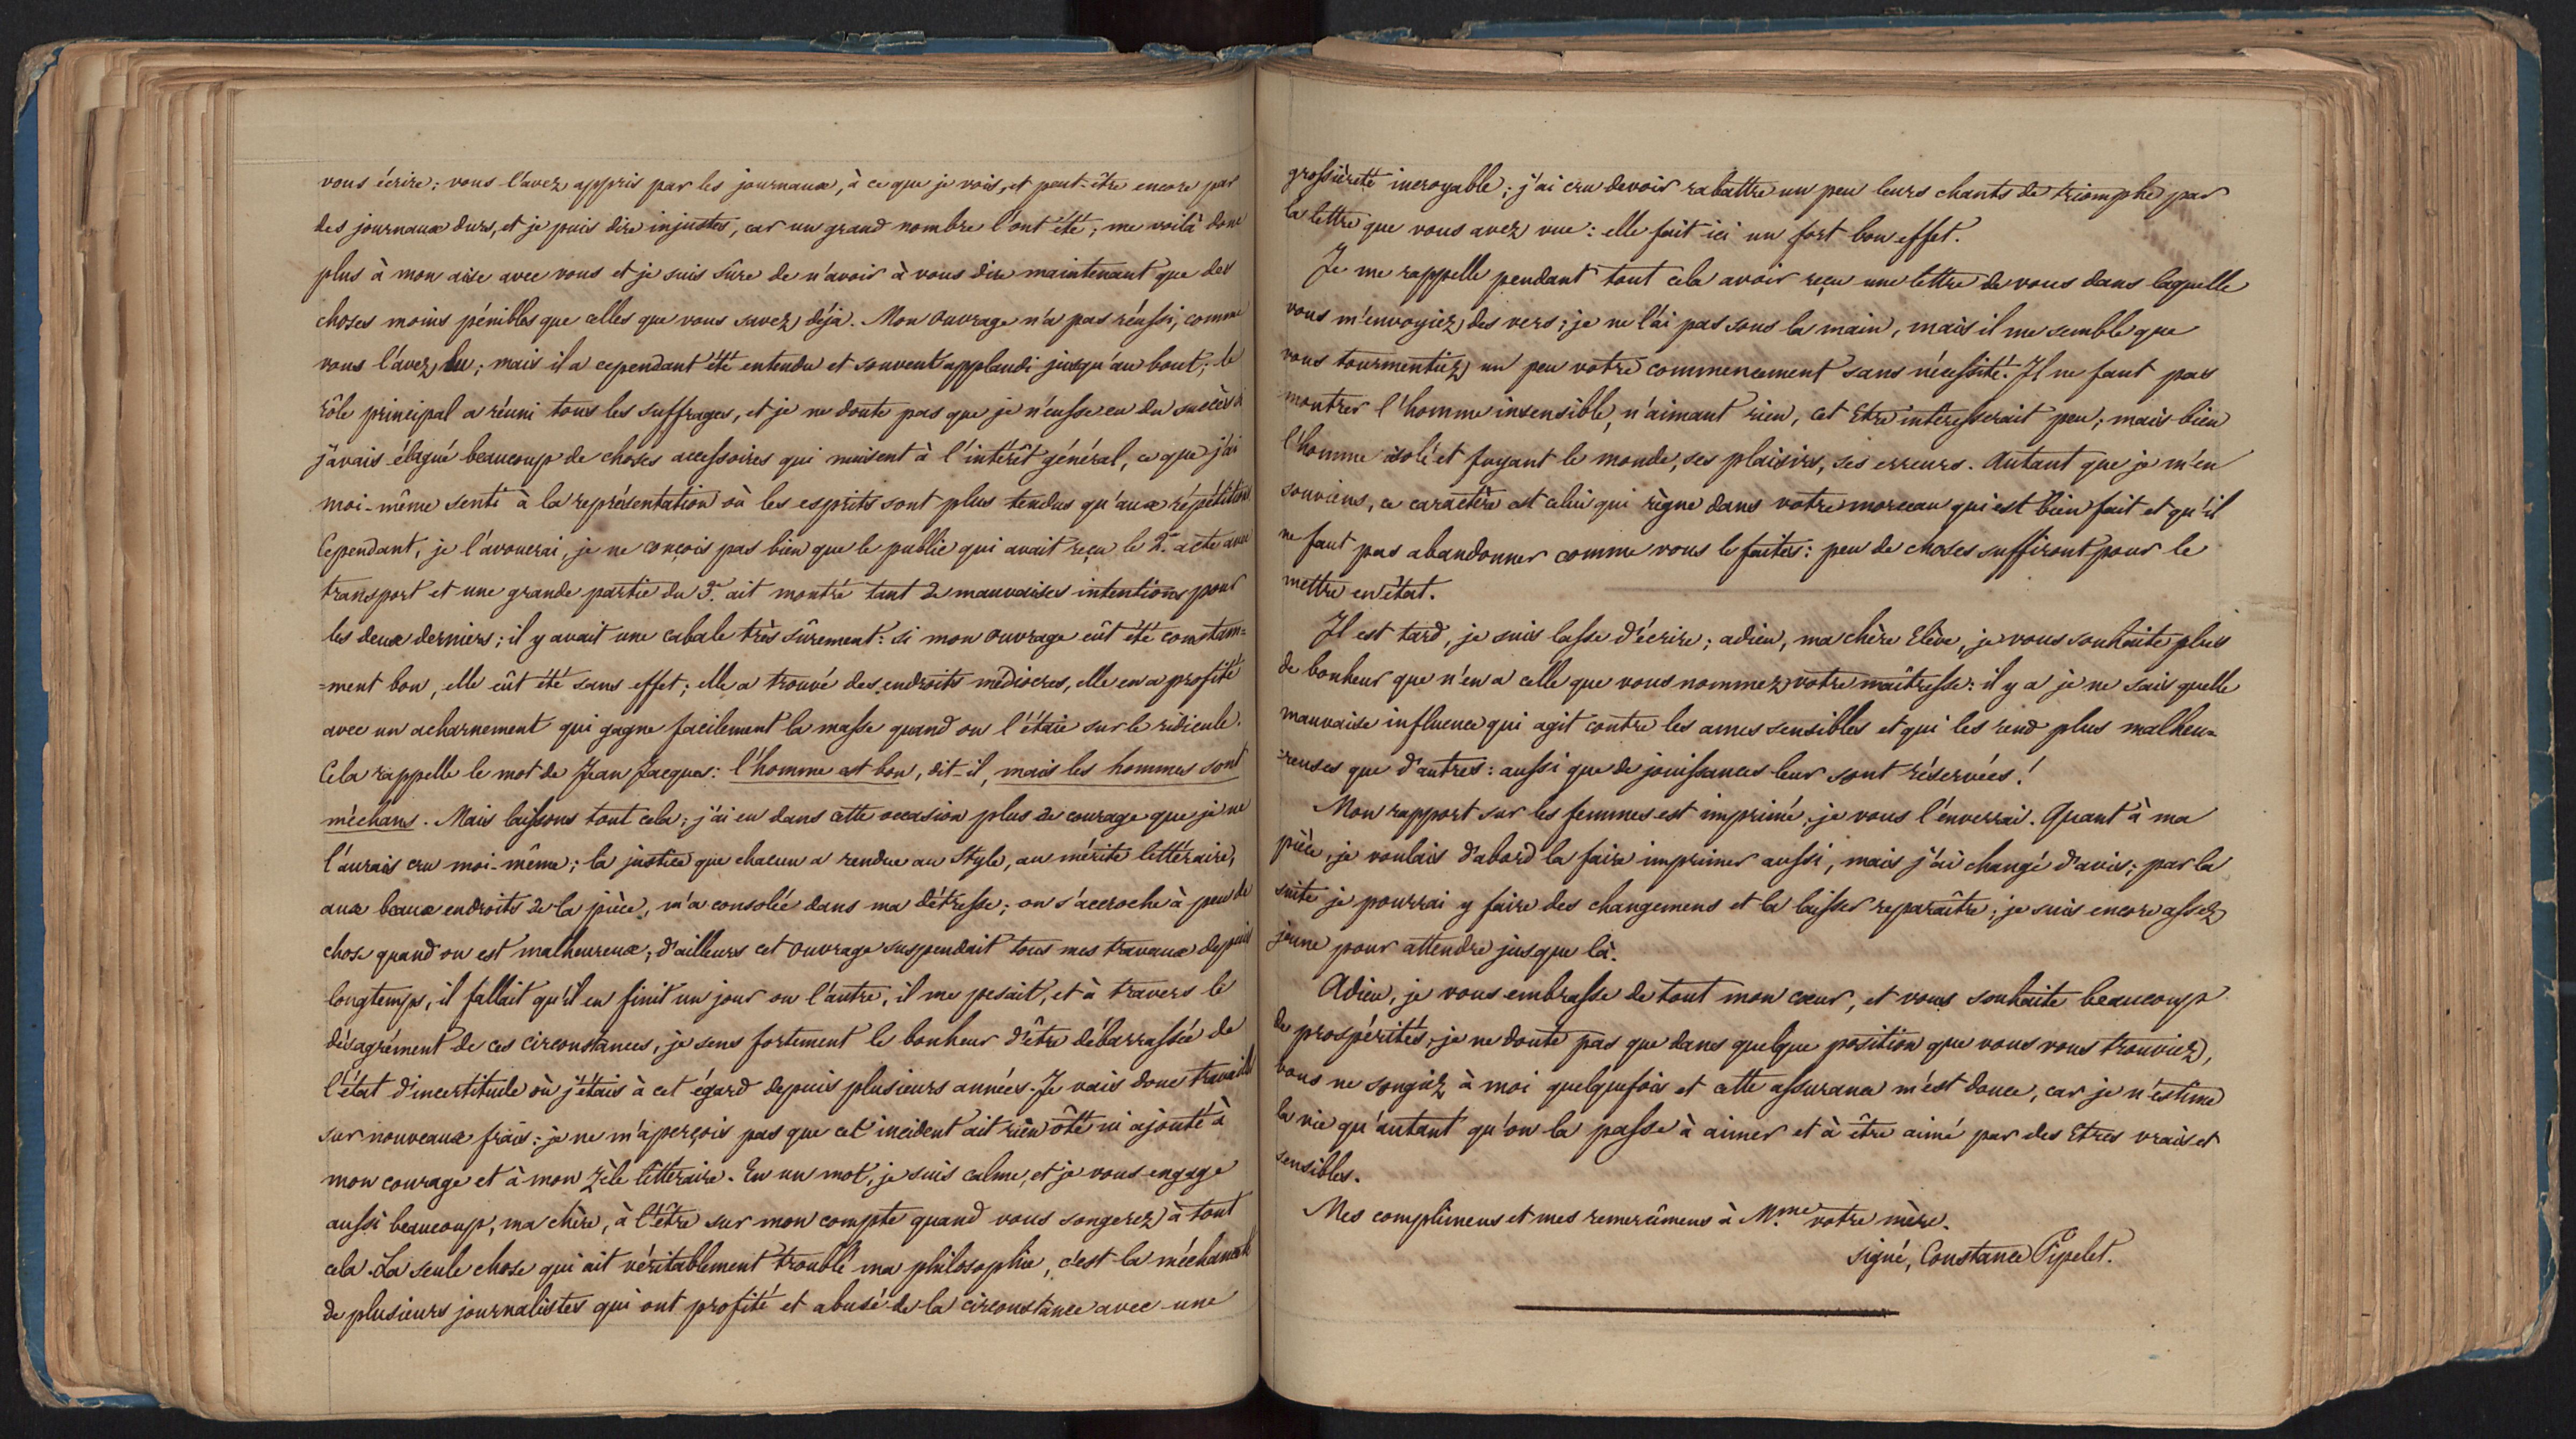 vous écrire; vous l'avez appris par les journaux, à ce que je vois, et peut-être encore par
des journaux durs, et je puis dire injustes, car un grand nombre l'ont été; me voilà donc
plus à mon aise avec vous et je suis sûre de n'avoir à vous dire maintenant que des
choses moins pénibles que celles que vous savez déjà. Mon ouvrage n'a pas réussi, comme
vous l'avez lu; mais il a cependant été entendu et souvent applaudi jusqu'au bout; le
rôle principal a réuni tous les suffrages, et je ne doute pas que je n'eusse eu du succès si
j'avais élagué beaucoup de choses accessoires qui nuisent à l'intérêt général, ce que j'ai
moi-même senti à la représentation où les esprits sont plus tendus qu'aux répétitions
Cependant, je l'avouerai, je ne conçois pas bien que le public qui avait reçu le 2.e acte avec
transport et une grande partie du 3.e ait montré tant de mauvaises intentions pour
les deux derniers; il y avait une cabale très sûrement: si mon ouvrage eût été constam=
=ment bon, elle eût été sans effet; elle a trouvé des endroits médiocres, elle en a profité
avec un acharnement qui gagne facilement la masse quand on l'étaie sur le ridicule.
Cela rappelle le mot de Jean Jacques: l'homme est bon, dit-il, mais les hommes sont
méchans. Mais laissons tout cela; j'ai eu dans cette occasion plus de courage que je ne
l'aurais cru moi-même; la justice que chacun a rendue au Style, au mérite littéraire,
aux beaux endroits de la pièce, m'a consolée dans ma détresse; on s'accroche à peu de
chose quand on est malheureux; d'ailleurs cet ouvrage suspendait tous mes travaux depuis
longtemps, il fallait qu'il en finit un jour ou l'autre, il me pesait, et à travers le
désagrément de ces circonstances, je sens fortement le bonheur d'être débarrassée de
l'état d'incertitude où j'étais à cet égard depuis plusieurs années. Je vais donc travailler
sur nouveaux frais: je ne m'aperçois pas que cet incident ait rien ôté ni ajouté à
mon courage et à mon zèle littéraire. En un mot, je suis calme, et je vous engage
aussi beaucoup, ma chère, à l'être sur mon compte quand vous songerez à tout
cela. La seule chose qui ait véritablement troublé ma philosophie, c'est la méchanceté
de plusieurs journalistes qui ont profité et abusé de la circonstance avec une
grossièreté incroyable; j'ai cru devoir rabattre un peu leurs chants de triomphe par
la lettre que vous avez vue: elle fait ici un fort bon effet.
Je me rappelle pendant tout cela avoir reçu une lettre de vous dans laquelle
vous m'envoyiez des vers; je ne l'ai pas sous la main, mais il me semble que
vous tourmentiez un peu votre commencement sans nécessité. Il ne faut pas
montrer l'homme insensible, n'aimant rien, cet Etre intéresserait peu; mais bien
l'homme isolé et fuyant le monde, ses plaisirs, ses erreurs. Autant que je m'en
souviens, ce caractère est celui qui règne dans votre morceau qui est bien fait et qu'il
ne faut pas abandonner comme vous le faites: peu de choses suffiront pour le
mettre en état.
Il est tard, je suis lasse d'écrire; adieu, ma chère Elève, je vous souhaite plus
de bonheur que n'en a celle que vous nommez votre maîtresse: il y a je ne sais quelle
mauvaise influence qui agit contre les ames sensibles et qui les rend plus malheu=
=reuses que d'autres: aussi que de jouissances leur sont réservées!
Mon rapport sur les femmes est imprimé, je vous l'enverrai. Quant à ma
pièce, je voulais d'abord la faire imprimer aussi, mais j'ai changé d'avis; par la
suite je pourrai y faire des changemens et la laisser reparaître; je suis encore assez
jeune pour attendre jusque là.
Adieu, je vous embrasse de tout mon cœur, et vous souhaite beaucoup
de prospérités, je ne doute pas que dans quelque position que vous vous trouviez,
vous ne songiez à moi quelquefois et cette assurance m'est douce, car je n'estime
la vie qu'autant qu'on la passe à aimer et à être aimé par des Etres vrais et
sensibles.
Mes complimens et mes remercîmens à M.me votre mère.
signé, Constance Pipelet.